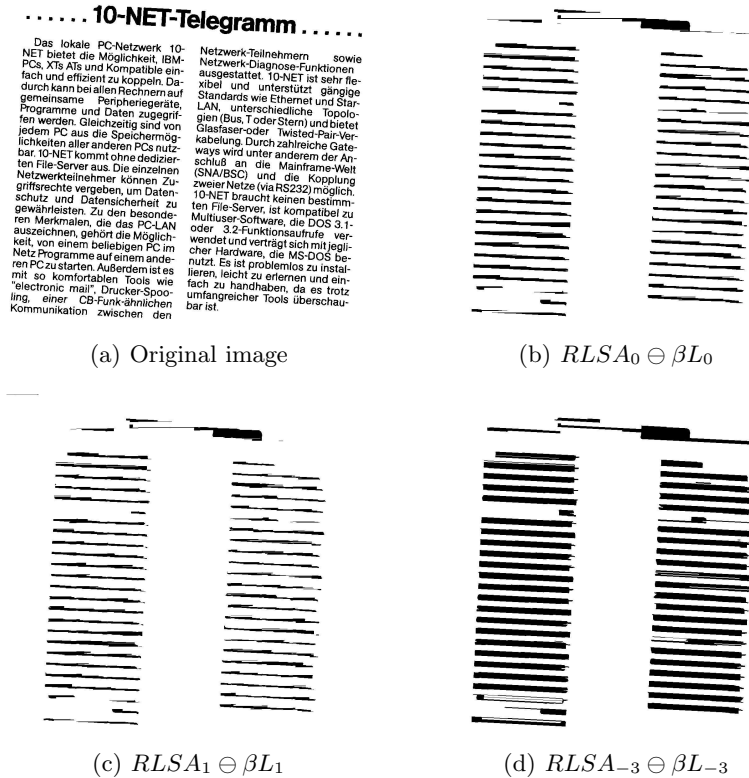 . . . . . . 10-NET-Telegramm . . . . . .
Das lokale PC-Netzwerk 10-
NET bietet die Möglichkeit, IBM-
PCs, XTs ATs und Kompatible ein-
fach und effizient zu koppeln. Da-
durch kann bei allen Rechnern auf
gemeinsame Peripheriegeräte,
Programme und Daten zugegrif-
fen werden. Gleichzeitig sind von
jedem PC aus die Speichermög-
lichkeiten aller anderen PCs nutz-
bar. 10-NET kommt ohne dedizier-
ten File-Server aus. Die einzelnen
Netzwerkteilnehmer können Zu-
griffsrechte vergeben, um Daten-
schutz und Datensicherheit zu
gewährleisten. Zu den besonde-
ren Merkmalen, die das PC-LAN
auszeichnen, gehört die Möglich-
keit, von einem beliebigen PC im
Netz Programme auf einem ande-
ren PC zu starten. Außerdem ist es
mit so komfortablen Tools wie
"electronic mail", Drucker-Spoo-
ling, einer CB-Funk-ähnlichen
Kommunikation zwischen den
Netzwerk-Teilnehmern sowie
Netzwerk-Diagnose-Funktionen
ausgestattet. 10-NET ist sehr fle-
xibel und unterstützt gängige
Standards wie Ethernet und Star-
LAN, unterschiedliche Topolo-
gien (Bus, T oder Stern) und bietet
Glasfaser-oder Twisted-Pair-Ver-
kabelung. Durch zahlreiche Gate-
ways wird unter anderem der An-
schluß an die Mainframe-Welt
(SNA/BSC) und die Kopplung
zweier Netze (via RS232) möglich.
10-NET braucht keinen bestimm-
ten File-Server, ist kompatibel zu
Multiuser-Software, die DOS 3.1-
oder 3.2-Funktionsaufrufe ver-
wendet und verträgt sich mit jegli-
cher Hardware, die MS-DOS be-
nutzt. Es ist problemlos zu instal-
lieren, leicht zu erlernen und ein-
fach zu handhaben, da es trotz
umfangreicher Tools überschau-
bar ist.
(a) Original image
(b) RLSA₀ ⊖ βL₀
(c) RLSA₁ ⊖ βL₁
(d) RLSA₋₃ ⊖ βL₋₃